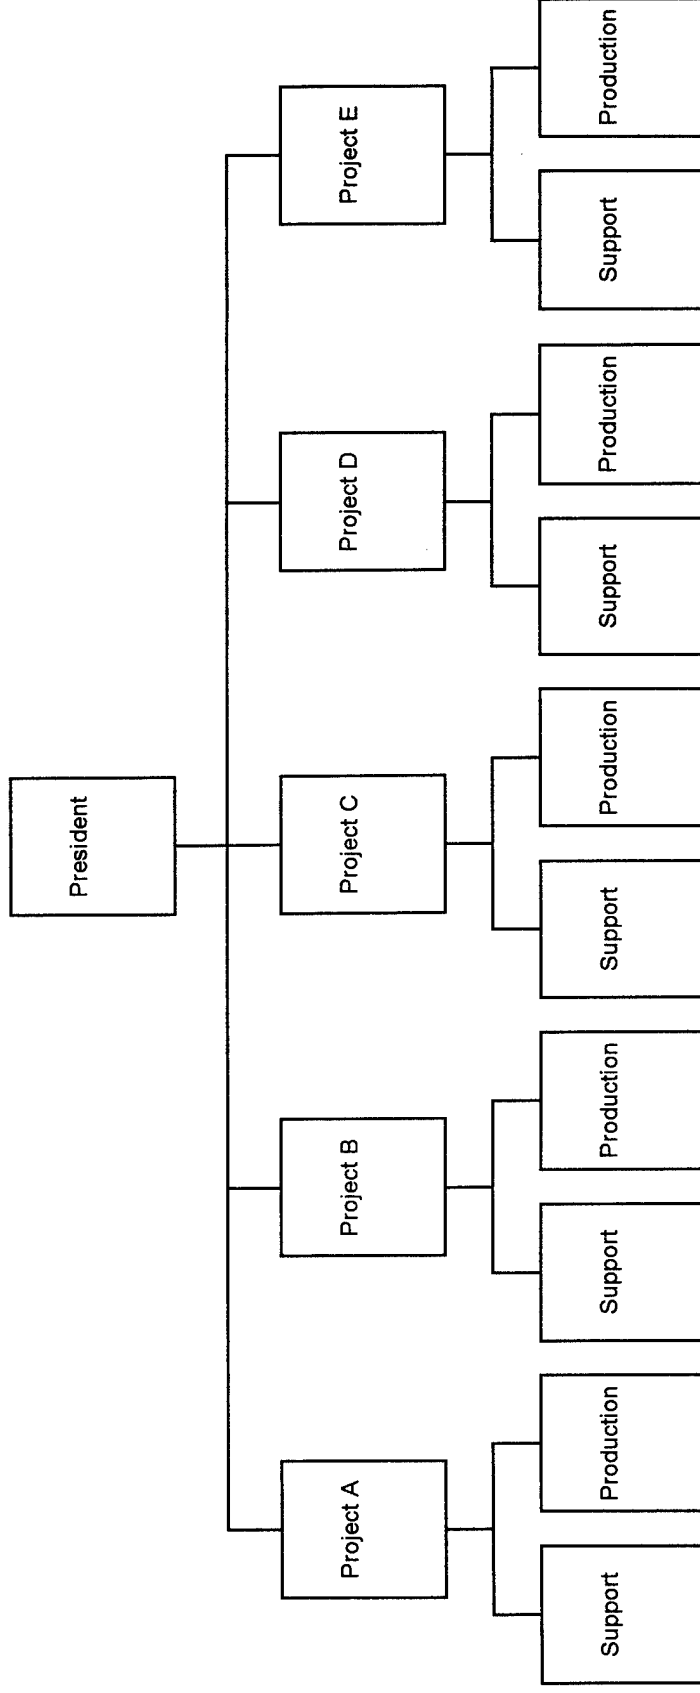 President
Project A
Project B
Project C
Project D
Project E
Support
Production
Support
Production
Support
Production
Support
Production
Support
Production